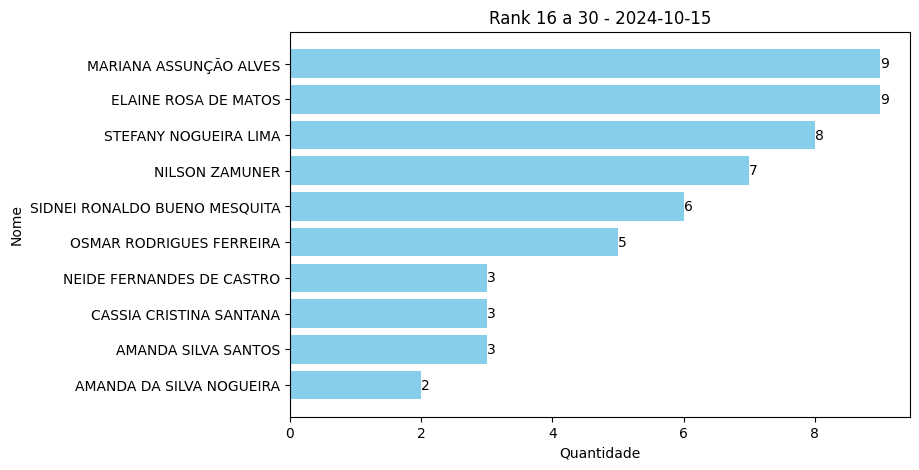 Rank 16 a 30 - 2024-10-15
MARIANA ASSUNÇÃO ALVES 9
ELAINE ROSA DE MATOS 9
STEFANY NOGUEIRA LIMA 8
NILSON ZAMUNER 7
SIDNEI RONALDO BUENO MESQUITA 6
OSMAR RODRIGUES FERREIRA 5
NEIDE FERNANDES DE CASTRO 3
CASSIA CRISTINA SANTANA 3
AMANDA SILVA SANTOS 3
AMANDA DA SILVA NOGUEIRA 2
Nome
0 2 4 6 8
Quantidade